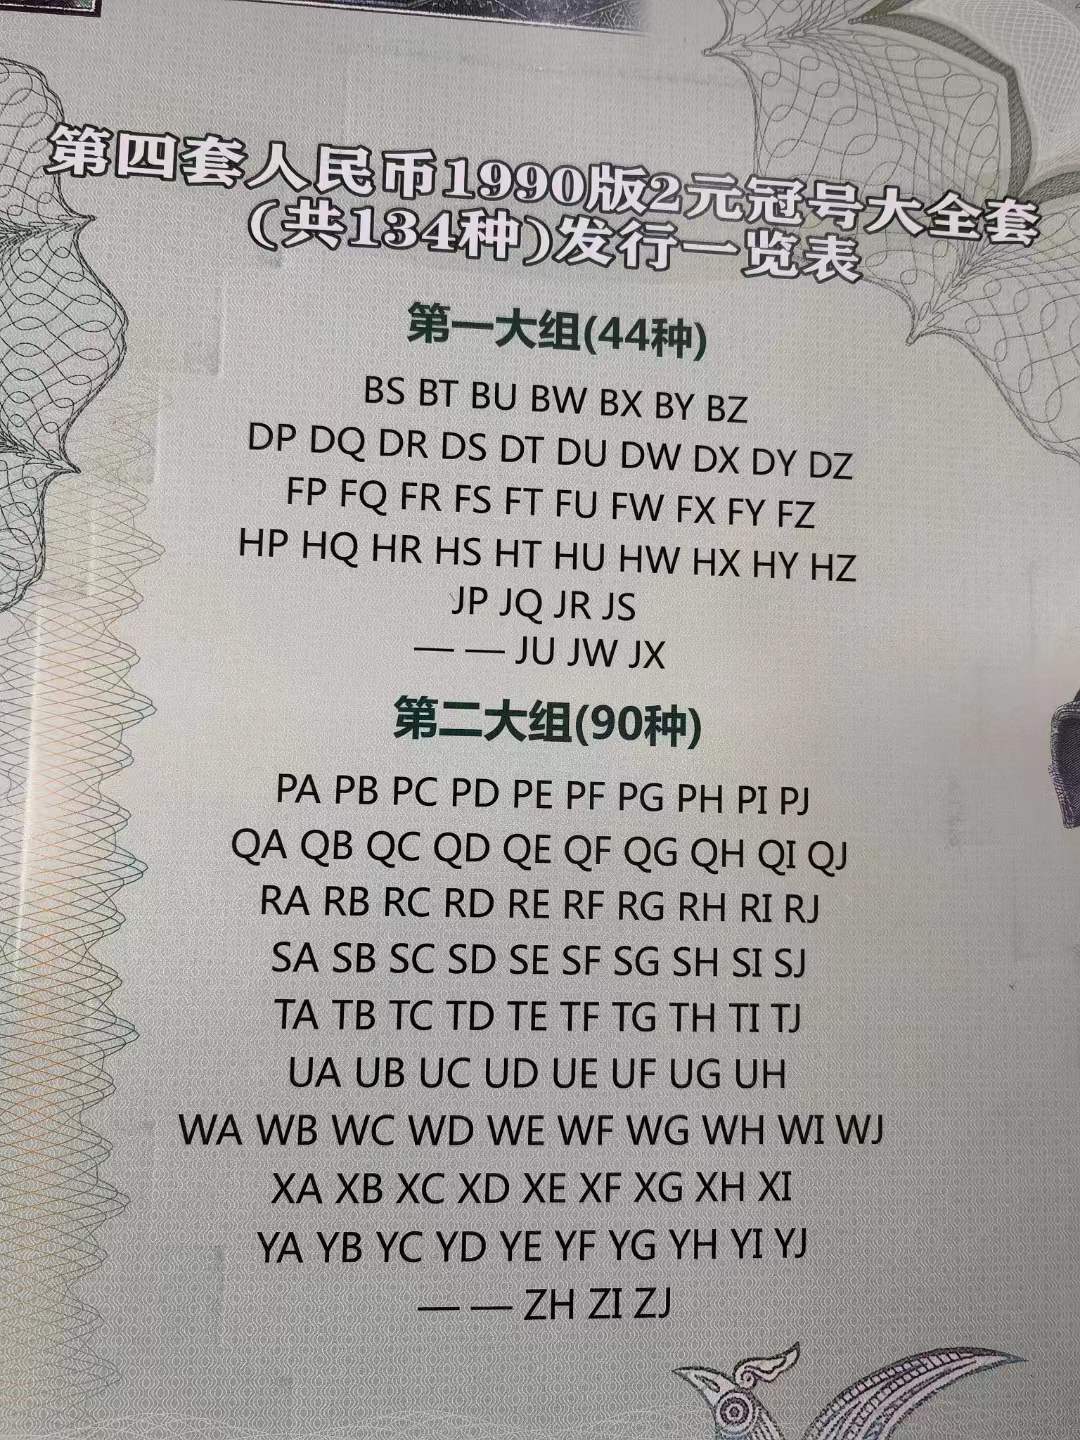 第四套人民币1990版2元冠号大全套
(共134种)发行一览表
第一大组(44种)
BS BT BU BW BX BY BZ
DP DQ DR DS DT DU DW DX DY DZ
FP FQ FR FS FT FU FW FX FY FZ
HP HQ HR HS HT HU HW HX HY HZ
JP JQ JR JS
— — JU JW JX
第二大组(90种)
PA PB PC PD PE PF PG PH PI PJ
QA QB QC QD QE QF QG QH QI QJ
RA RB RC RD RE RF RG RH RI RJ
SA SB SC SD SE SF SG SH SI SJ
TA TB TC TD TE TF TG TH TI TJ
UA UB UC UD UE UF UG UH
WA WB WC WD WE WF WG WH WI WJ
XA XB XC XD XE XF XG XH XI
YA YB YC YD YE YF YG YH YI YJ
— — ZH ZI ZJ